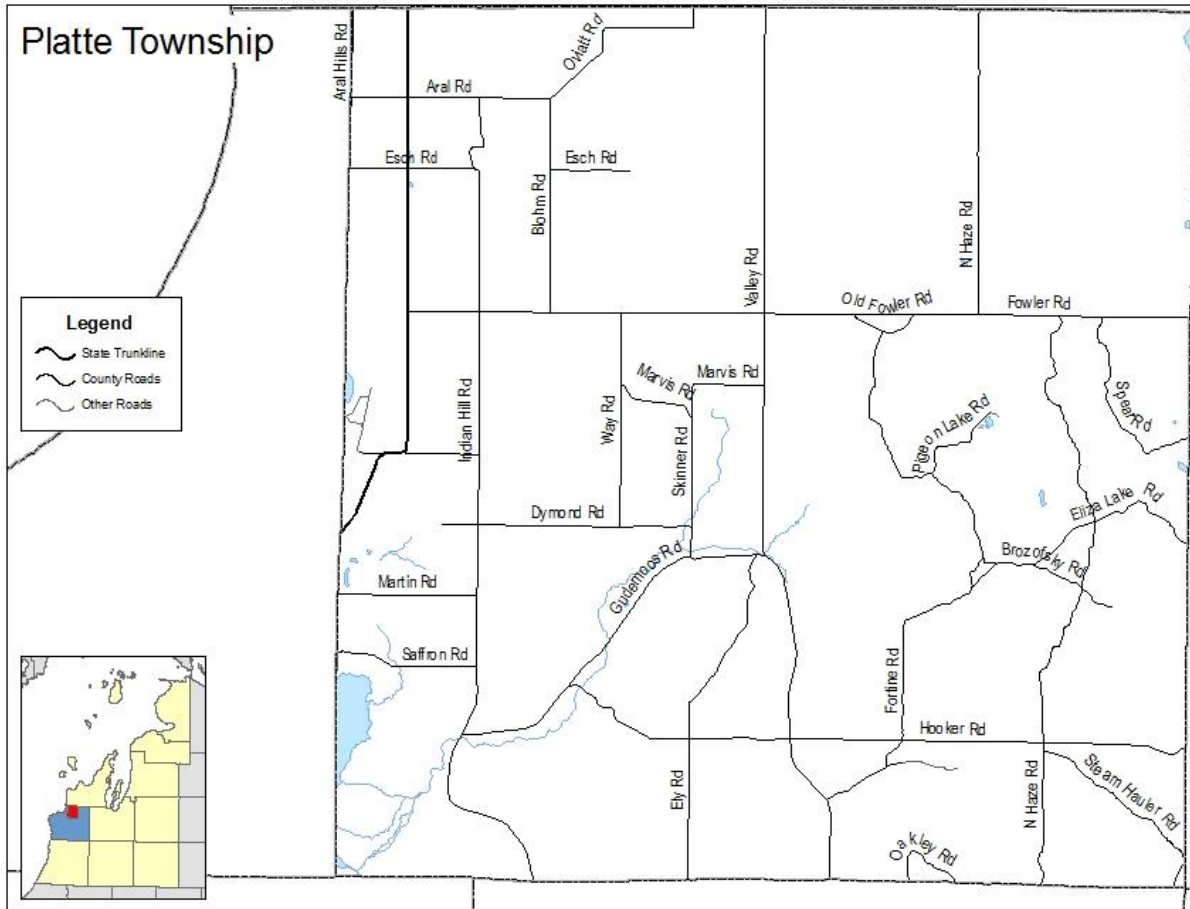 Platte Township
Aral Hills Rd
Oviatt Rd
Aral Rd
Esch Rd
Esch Rd
Blohm Rd
Valley Rd
N Haze Rd
Old Fowler Rd
Fowler Rd
Legend
State Trunkline
County Roads
Other Roads
Indian Hill Rd
Way Rd
Marvis Rd
Marvis Rd
Skinner Rd
Pigeon Lake Rd
Spear Rd
Dymond Rd
Eliza Lake Rd
Gudemoos Rd
Brozofsky Rd
Martin Rd
Saffron Rd
Fortine Rd
Hooker Rd
Ely Rd
N Haze Rd
Steam Hauler Rd
Oakley Rd